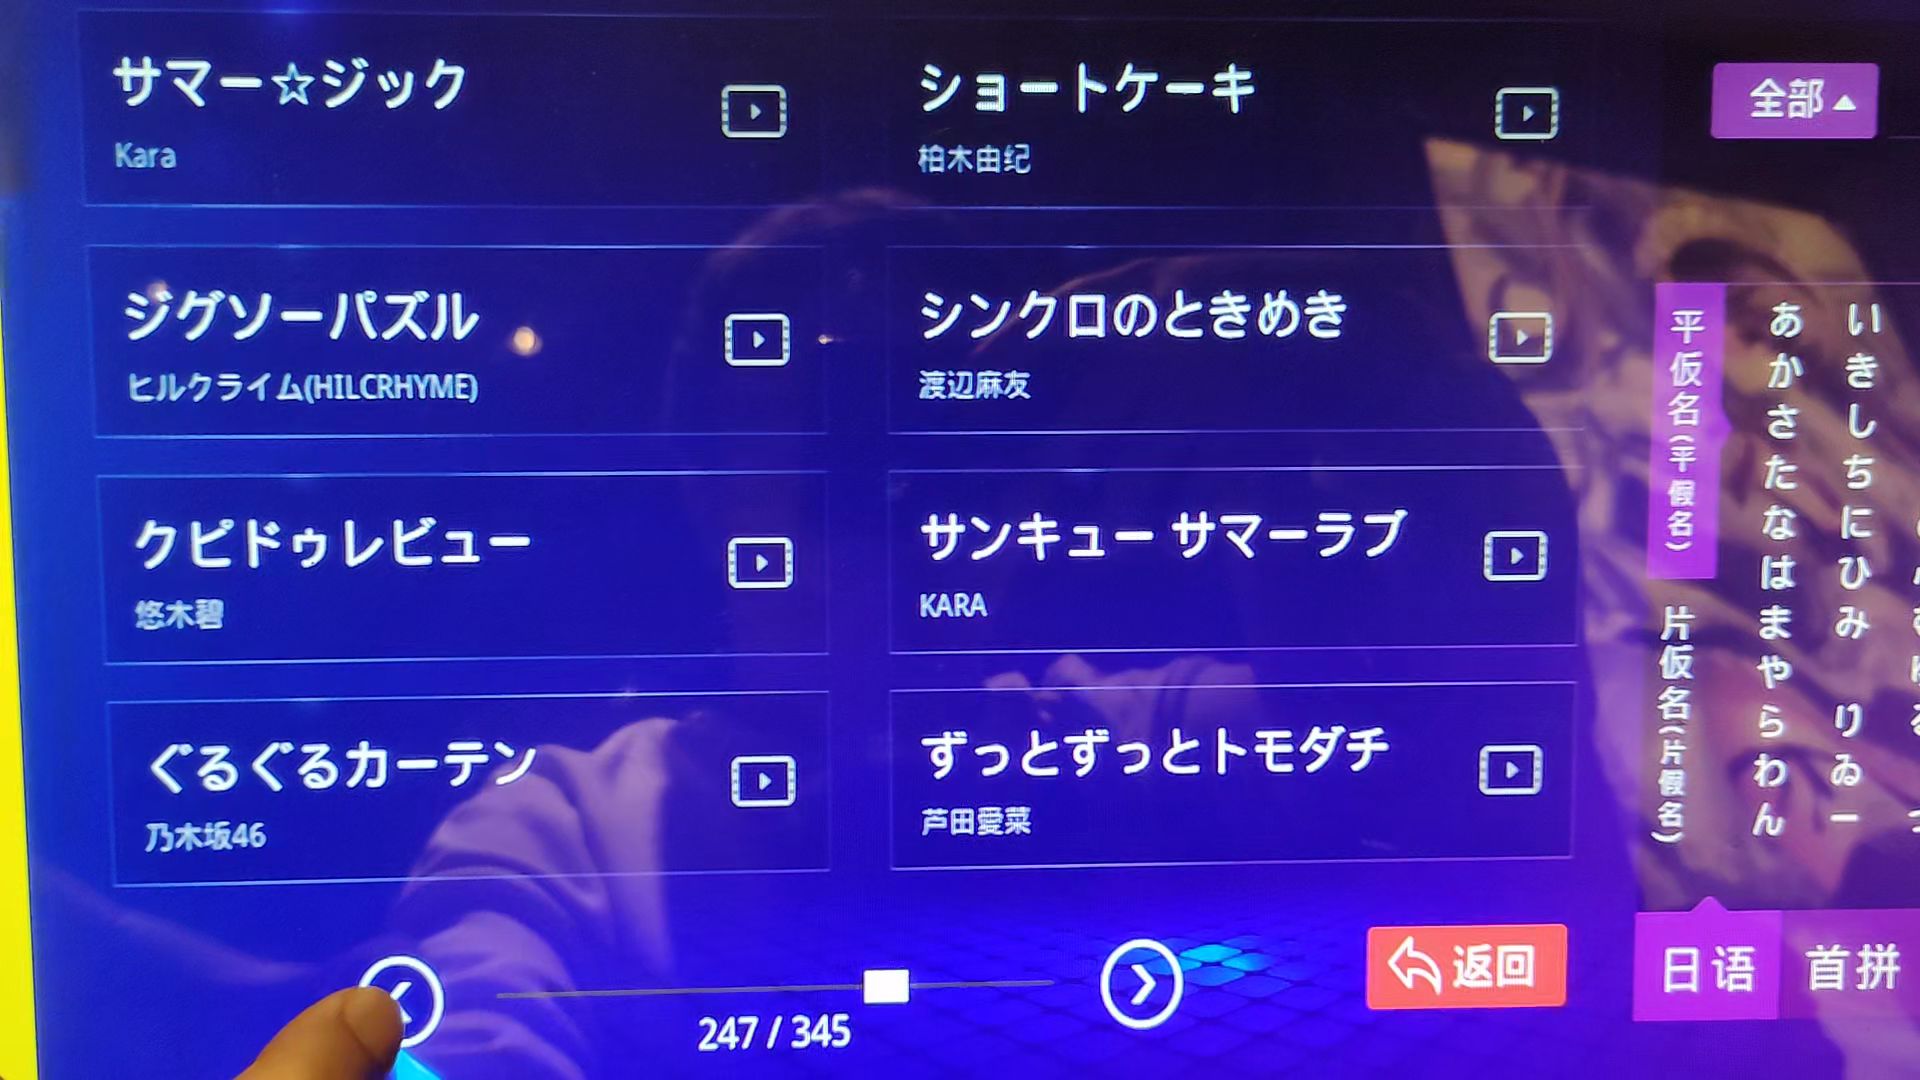 サマー☆ジック
Kara
ショートケーキ
柏木由纪
ジグソーパズル
ヒルクライム(HILCRHYME)
シンクロのときめき
渡辺麻友
クピドゥレビュー
悠木碧
サンキュー サマーラブ
KARA
ぐるぐるカーテン
乃木坂46
ずっとずっとトモダチ
芦田愛菜
247 / 345
返回
全部
平仮名(平假名)
片仮名(片假名)
あかさたなはまやらわん
いきしちにひみ りゐー
日语
首拼